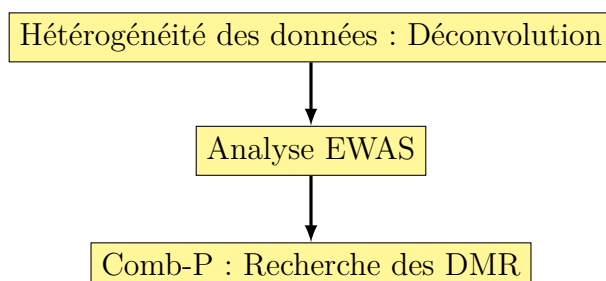 Hétérogénéité des données : Déconvolution
Analyse EWAS
Comb-P : Recherche des DMR